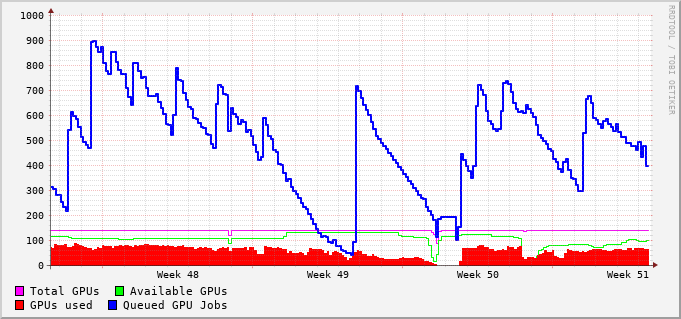 1000
900
800
700
600
500
400
300
200
100
0
Week 48 Week 49 Week 50 Week 51
Total GPUs Available GPUs
GPUs used Queued GPU Jobs
RRDTOOL / TOBI OETIKER